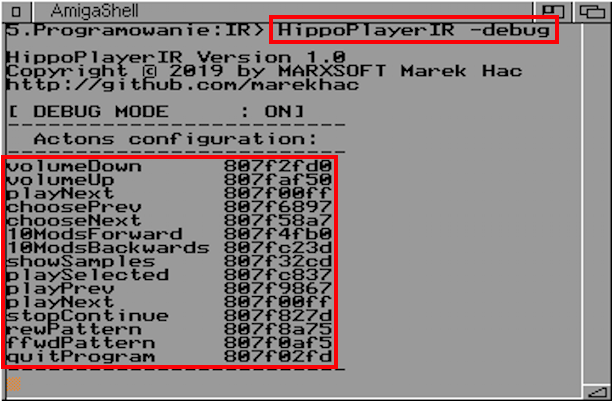 AmigaShell
5.Programowanie:IR> HippoPlayerIR -debug
HippoPlayerIR Version 1.0
Copyright © 2019 by MARXSOFT Marek Hac
http://github.com/marekhac
[ DEBUG MODE : ON]
-------------------------
Actons configuration:
-------------------------
volumeDown 807f2fd0
volumeUp 807faf50
playNext 807f00ff
choosePrev 807f6897
chooseNext 807f58a7
10ModsForward 807f4fb0
10ModsBackwards 807fc23d
showSamples 807f32cd
playSelected 807fc837
playPrev 807f9867
playNext 807f00ff
stopContinue 807f827d
rewPattern 807f8a75
ffwdPattern 807f0af5
quitProgram 807f02fd
-------------------------